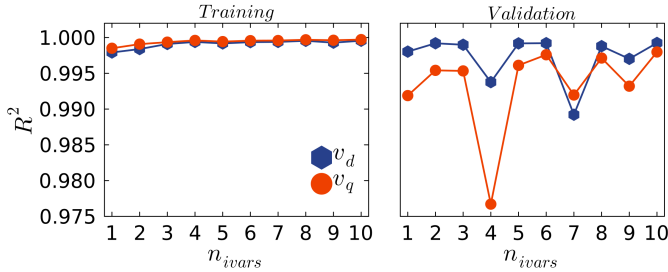 Training
Validation
R²
1.000
0.995
0.990
0.985
0.980
0.975
v_d
v_q
1 2 3 4 5 6 7 8 9 10
1 2 3 4 5 6 7 8 9 10
n_ivars
n_ivars